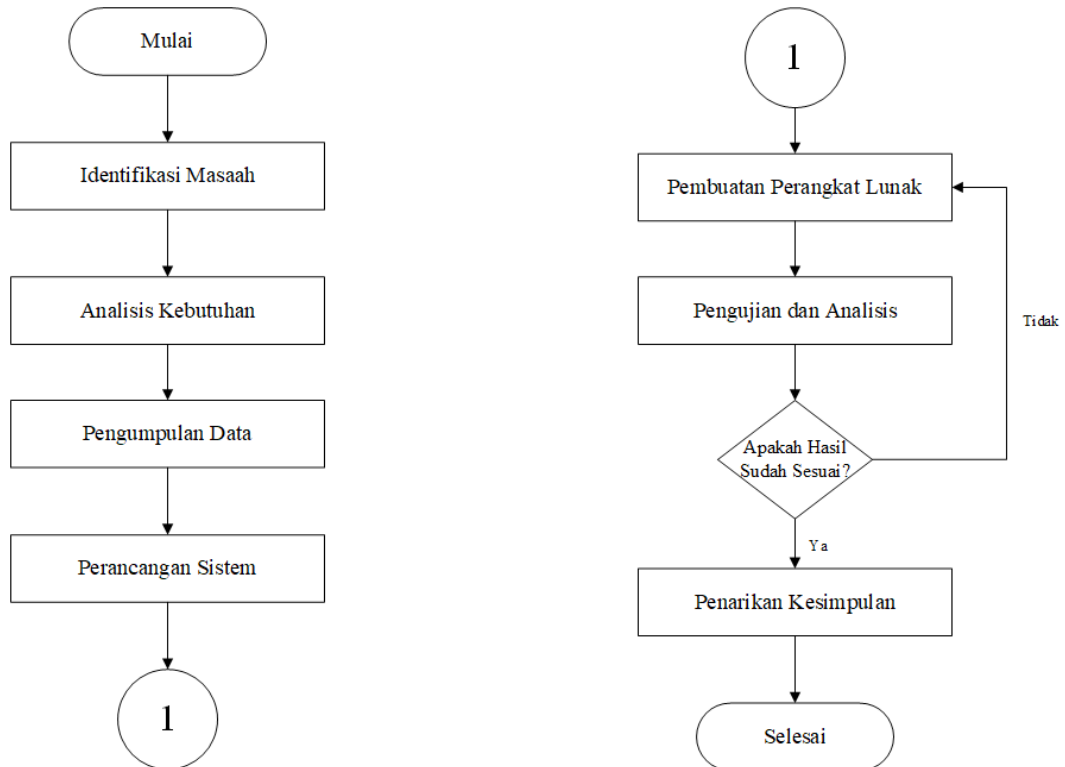 Mulai
Identifikasi Masaah
Analisis Kebutuhan
Pengumpulan Data
Perancangan Sistem
1
1
Pembuatan Perangkat Lunak
Pengujian dan Analisis
Tidak
Apakah Hasil
Sudah Sesuai?
Ya
Penarikan Kesimpulan
Selesai